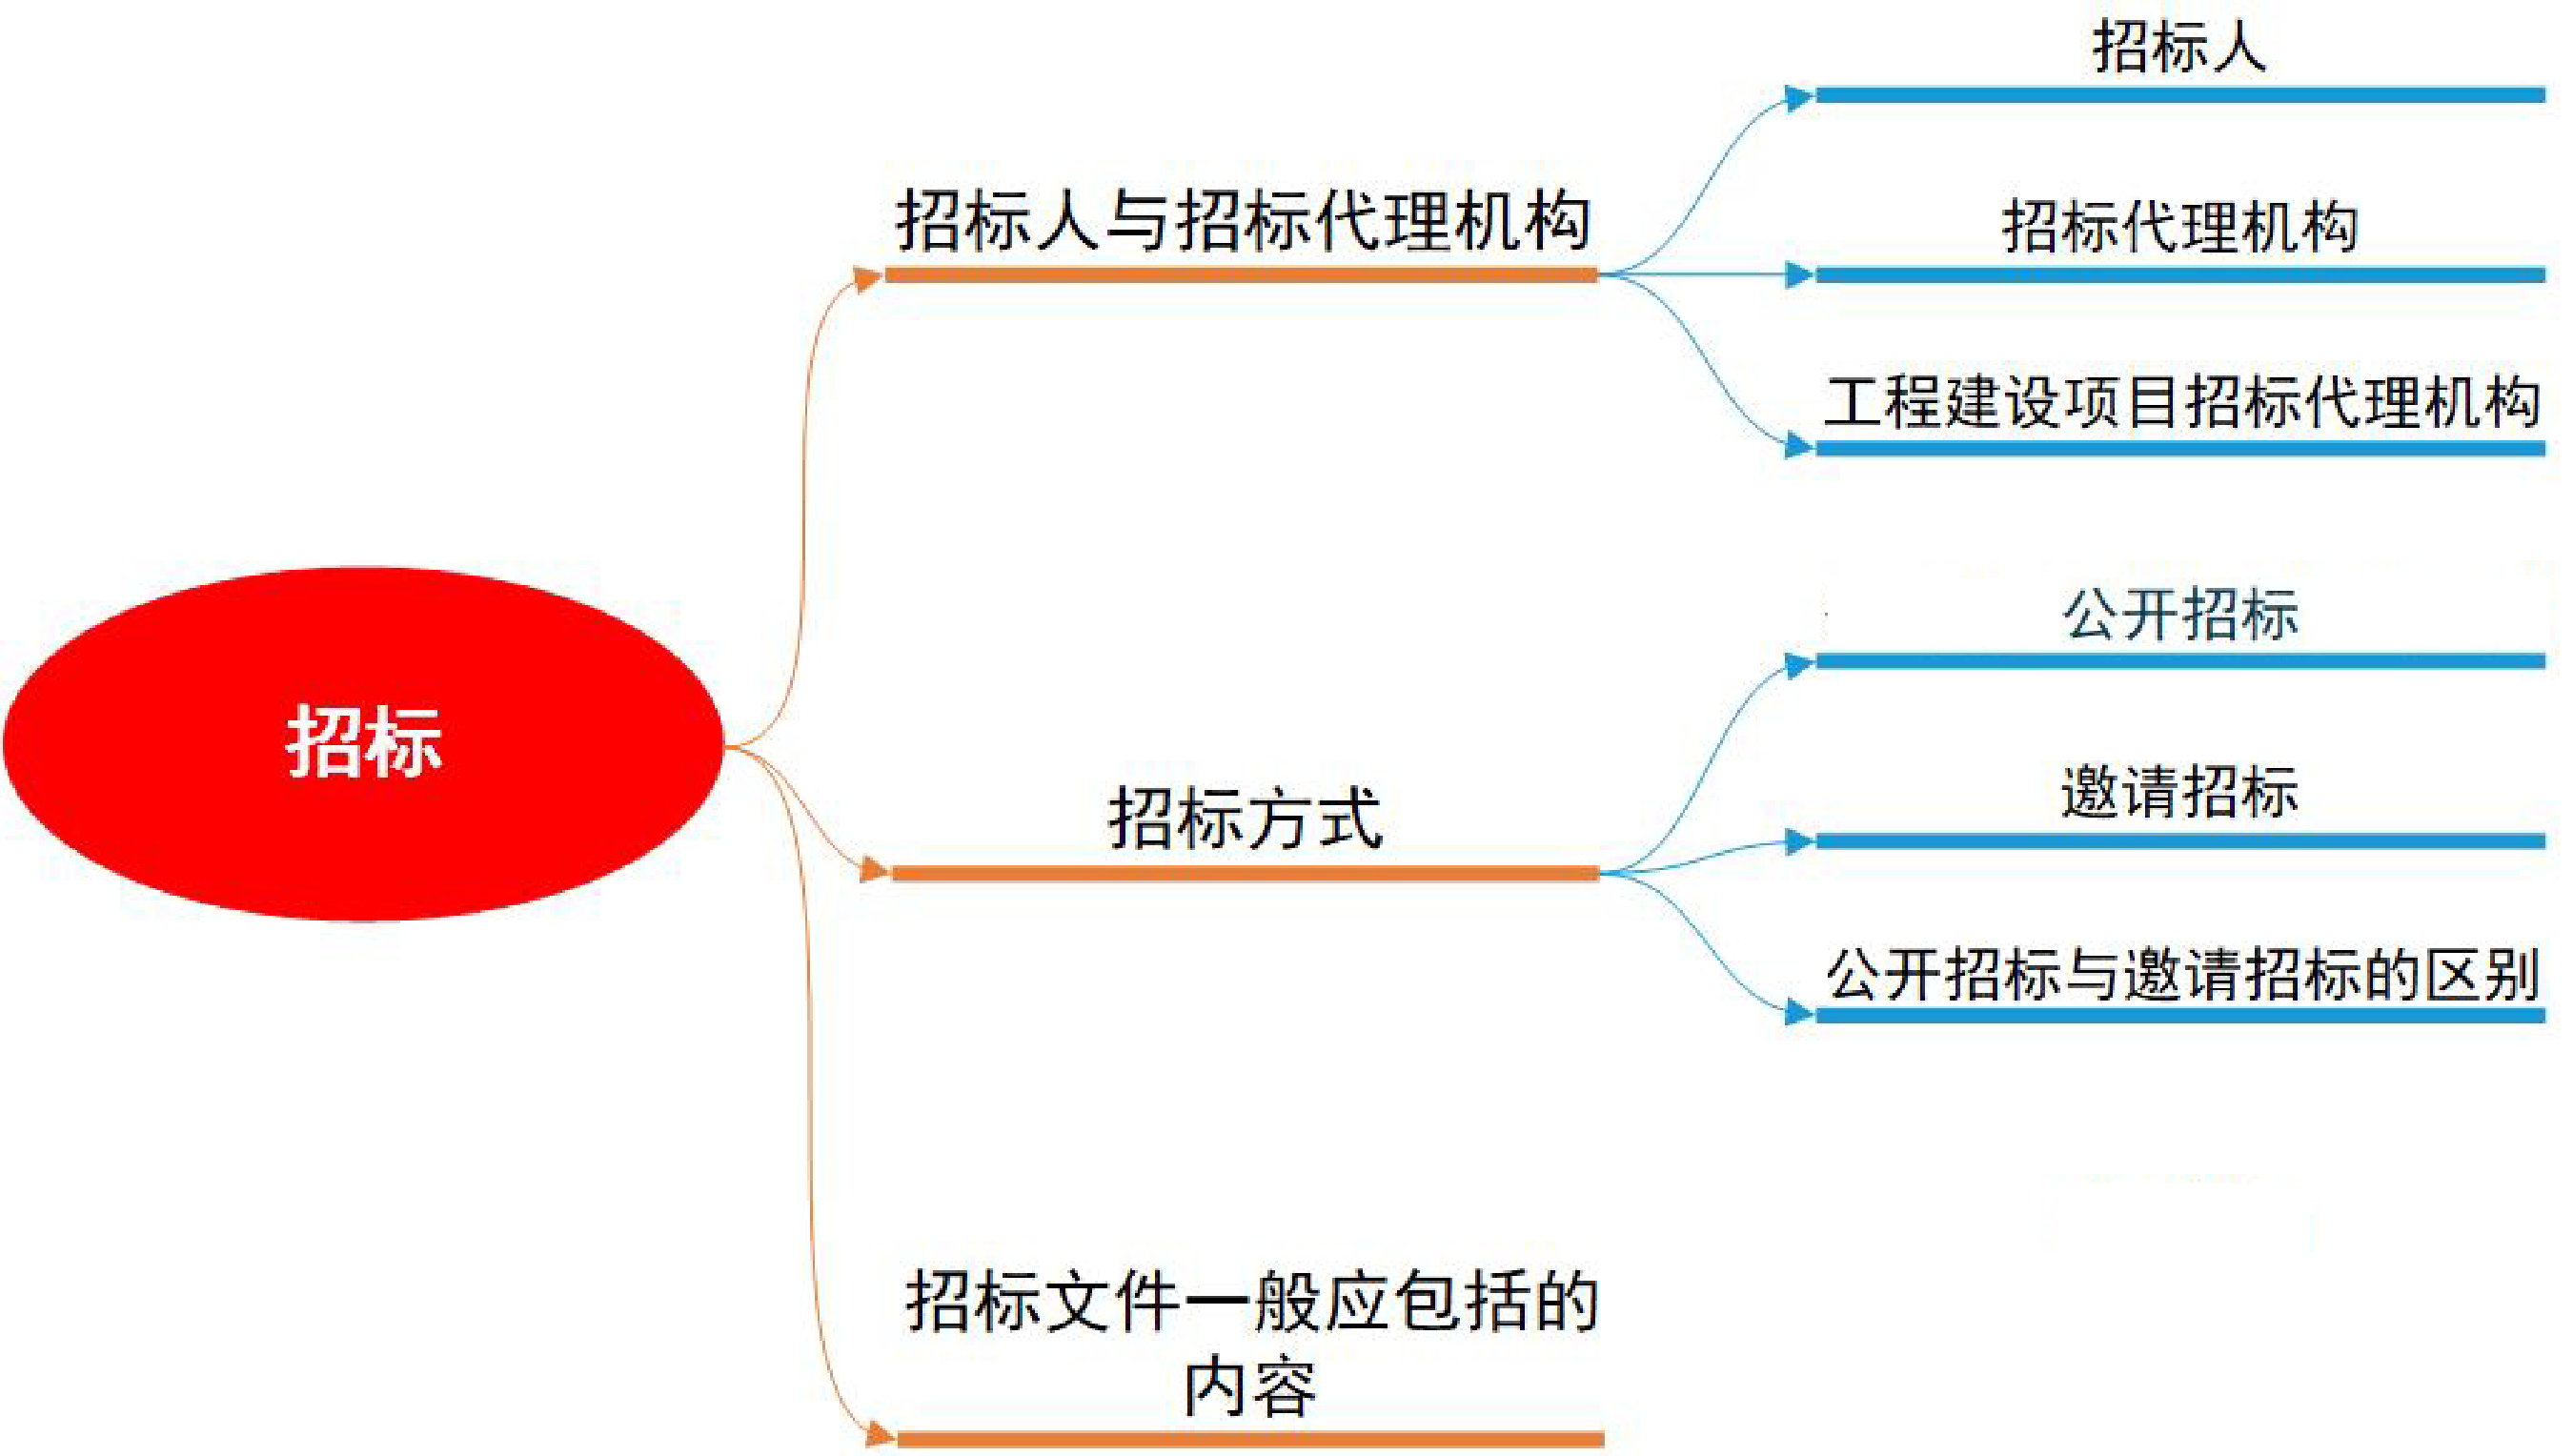 招标
招标人与招标代理机构
招标人
招标代理机构
工程建设项目招标代理机构
招标方式
公开招标
邀请招标
公开招标与邀请招标的区别
招标文件一般应包括的
内容